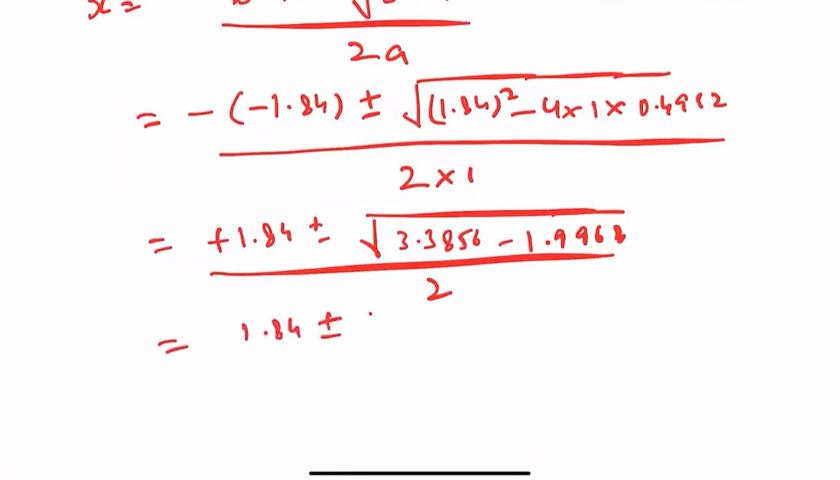 x =
2a
= -(-1.84) ± √(1.84)² - 4 × 1 × 0.4992
2 × 1
= +1.84 ± √3.3856 - 1.9968
2
= 1.84 ±